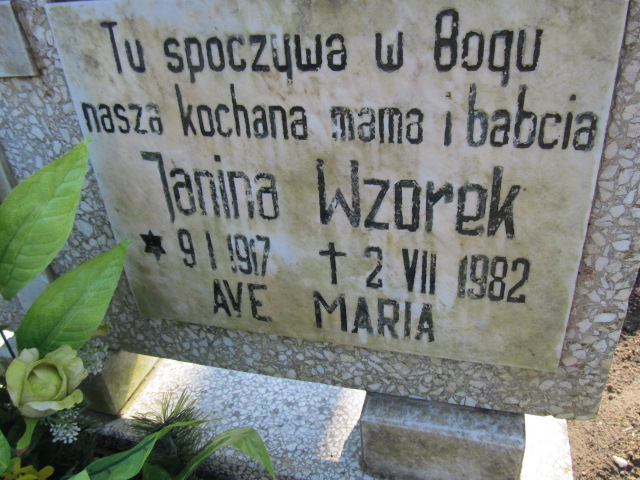 Tu spoczywa w Bogu
nasza kochana mama i babcia
Janina Wzorek
9 I 1917 2 VII 1982
AVE MARIA